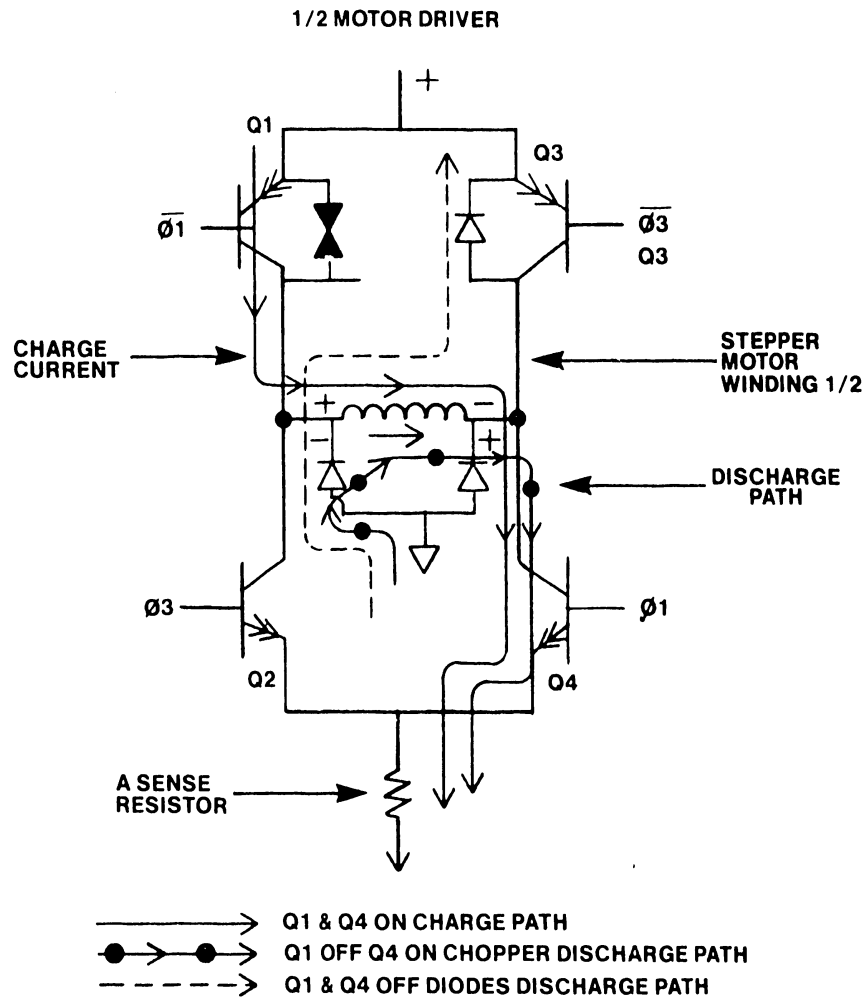 1/2 MOTOR DRIVER
+
Q1
Q3
Ø1
Ø3
Q3
CHARGE
CURRENT
STEPPER
MOTOR
WINDING 1/2
+ −
− +
DISCHARGE
PATH
Ø3
Ø1
Q2
Q4
A SENSE
RESISTOR
Q1 & Q4 ON CHARGE PATH
Q1 OFF Q4 ON CHOPPER DISCHARGE PATH
Q1 & Q4 OFF DIODES DISCHARGE PATH